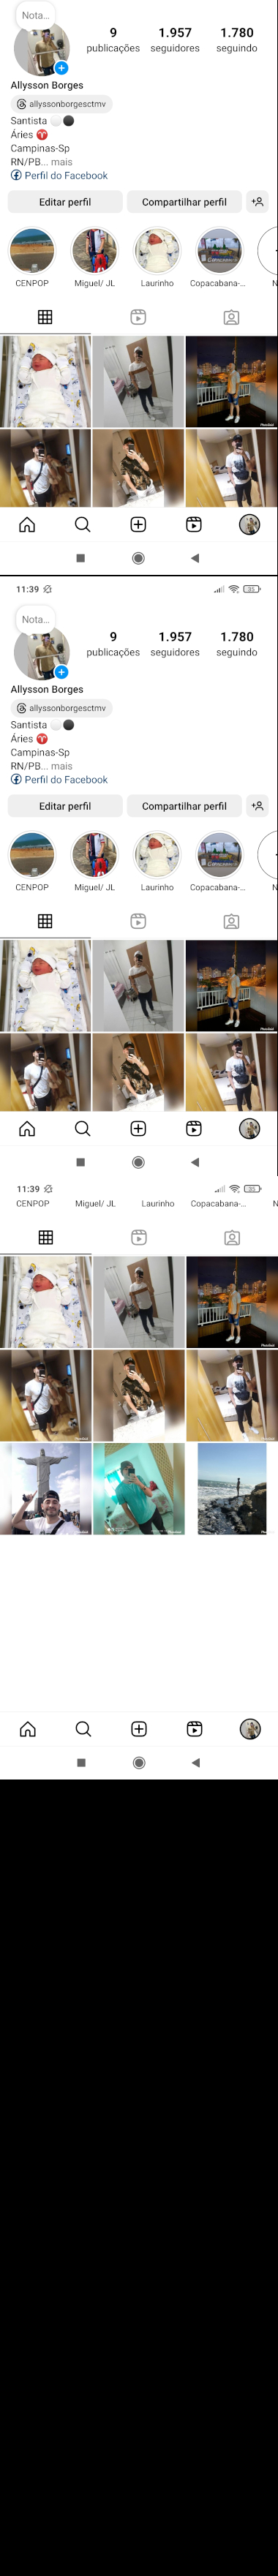 Nota...
9 1.957 1.780
publicações seguidores seguindo
Allysson Borges
allyssonborgesctmv
Santista
Áries
Campinas-Sp
RN/PB... mais
Perfil do Facebook
Editar perfil Compartilhar perfil
CENPOP Miguel/ JL Laurinho Copacabana-... N
11:39 35
Nota...
9 1.957 1.780
publicações seguidores seguindo
Allysson Borges
allyssonborgesctmv
Santista
Áries
Campinas-Sp
RN/PB... mais
Perfil do Facebook
Editar perfil Compartilhar perfil
CENPOP Miguel/ JL Laurinho Copacabana-... N
11:39 35
CENPOP Miguel/ JL Laurinho Copacabana-... N